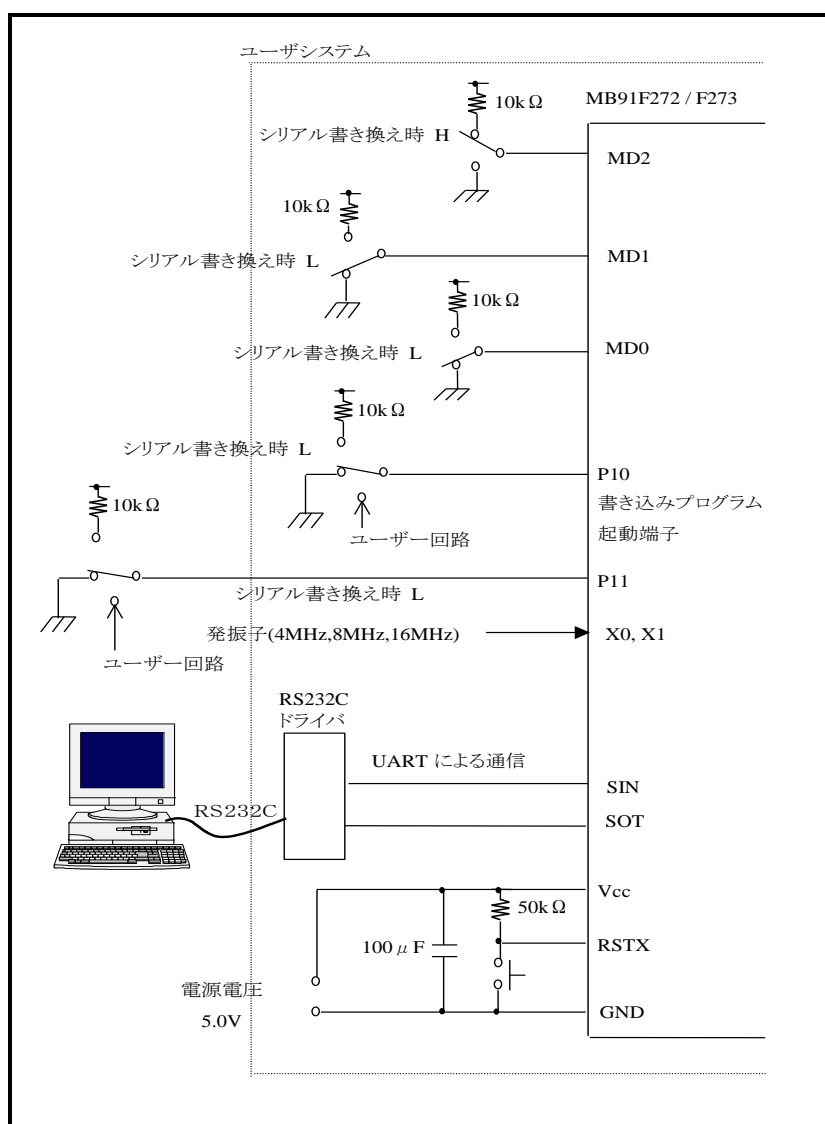 ユーザシステム
10kΩ
MB91F272 / F273
シリアル書き換え時 H
MD2
10kΩ
シリアル書き換え時 L
MD1
10kΩ
シリアル書き換え時 L
MD0
10kΩ
シリアル書き換え時 L
P10
10kΩ
書き込みプログラム
起動端子
ユーザー回路
P11
シリアル書き換え時 L
発振子(4MHz,8MHz,16MHz)
X0, X1
ユーザー回路
RS232C
ドライバ
UART による通信
SIN
RS232C
SOT
Vcc
50kΩ
100μF
RSTX
電源電圧
5.0V
GND